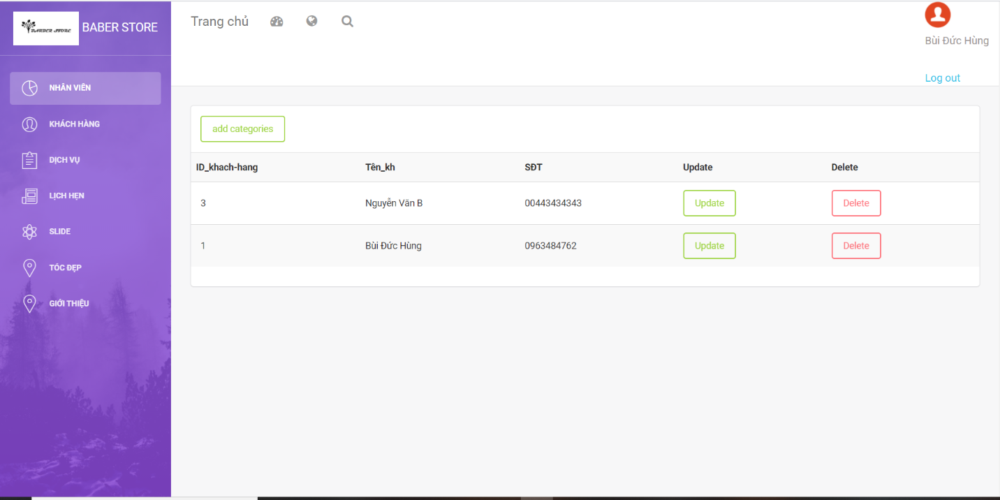 BARBER STORE
BABER STORE
Trang chủ
Bùi Đức Hùng
Log out
NHÂN VIÊN
KHÁCH HÀNG
DỊCH VỤ
LỊCH HẸN
SLIDE
TÓC ĐẸP
GIỚI THIỆU
add categories
ID_khach-hang Tên_kh SĐT Update Delete
3 Nguyễn Văn B 00443434343 Update Delete
1 Bùi Đức Hùng 0963484762 Update Delete